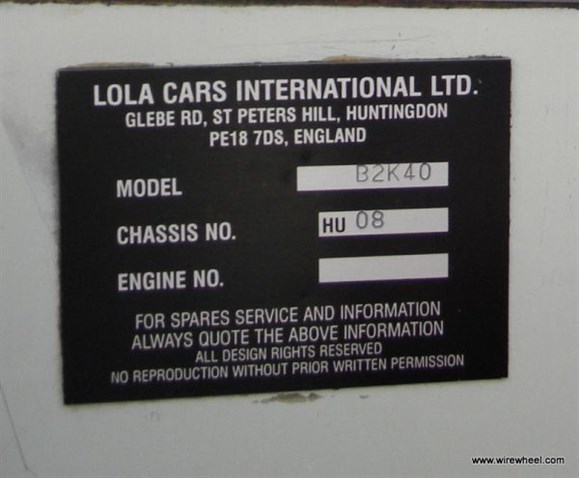 LOLA CARS INTERNATIONAL LTD.
GLEBE RD, ST PETERS HILL, HUNTINGDON
PE18 7DS, ENGLAND
MODEL B2K40
CHASSIS NO. HU 08
ENGINE NO.
FOR SPARES SERVICE AND INFORMATION
ALWAYS QUOTE THE ABOVE INFORMATION
ALL DESIGN RIGHTS RESERVED
NO REPRODUCTION WITHOUT PRIOR WRITTEN PERMISSION
www.wirewheel.com